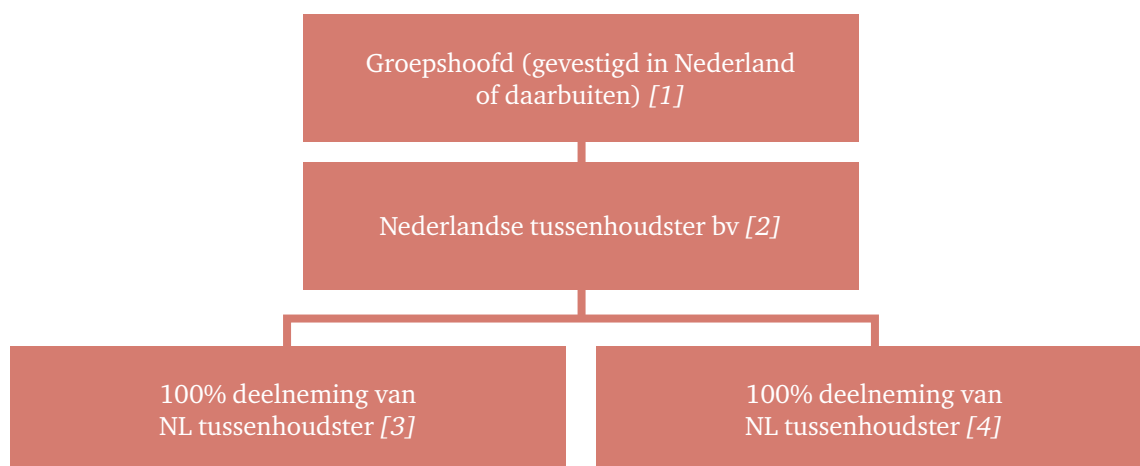 Groepshoofd (gevestigd in Nederland
of daarbuiten) [1]
Nederlandse tussenhoudster bv [2]
100% deelneming van
NL tussenhoudster [3]
100% deelneming van
NL tussenhoudster [4]